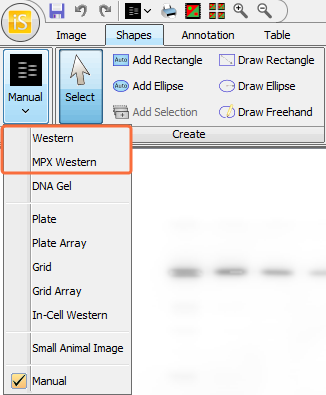 iS
Image Shapes Annotation Table
Manual
Select
Auto Add Rectangle
Auto Add Ellipse
Add Selection
Draw Rectangle
Draw Ellipse
Draw Freehand
Create
Western
MPX Western
DNA Gel
Plate
Plate Array
Grid
Grid Array
In-Cell Western
Small Animal Image
Manual